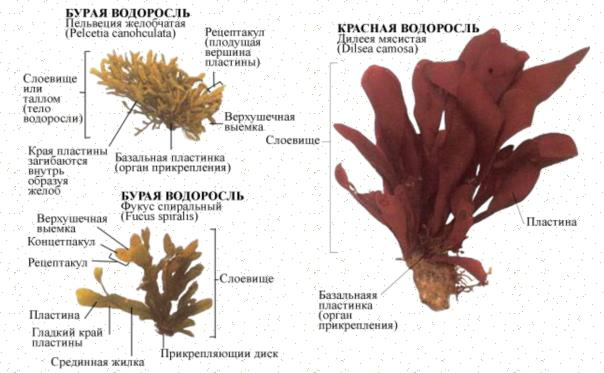 БУРАЯ ВОДОРОСЛЬ
Пельвеция желобчатая
(Pelcetia canohculata)
Рецептакул
(плодущая
вершина
пластины)
Слоевище
или
таллом
(тело
водоросли)
Верхушечная
выемка
Края пластины
загибаются
внутрь
образуя
желоб
Базальная пластинка
(орган прикрепления)
БУРАЯ ВОДОРОСЛЬ
Фукус спиральный
(Fucus spiralis)
Верхушечная
выемка
Концетпакул
Рецептакул
Слоевище
Пластина
Гладкий край
пластины
Срединная жилка
Прикрепляющии диск
КРАСНАЯ ВОДОРОСЛЬ
Дилсея мясистая
(Dilsea camosa)
Слоевище
Пластина
Базальнаяя
пластинка
(орган
прикрепления)